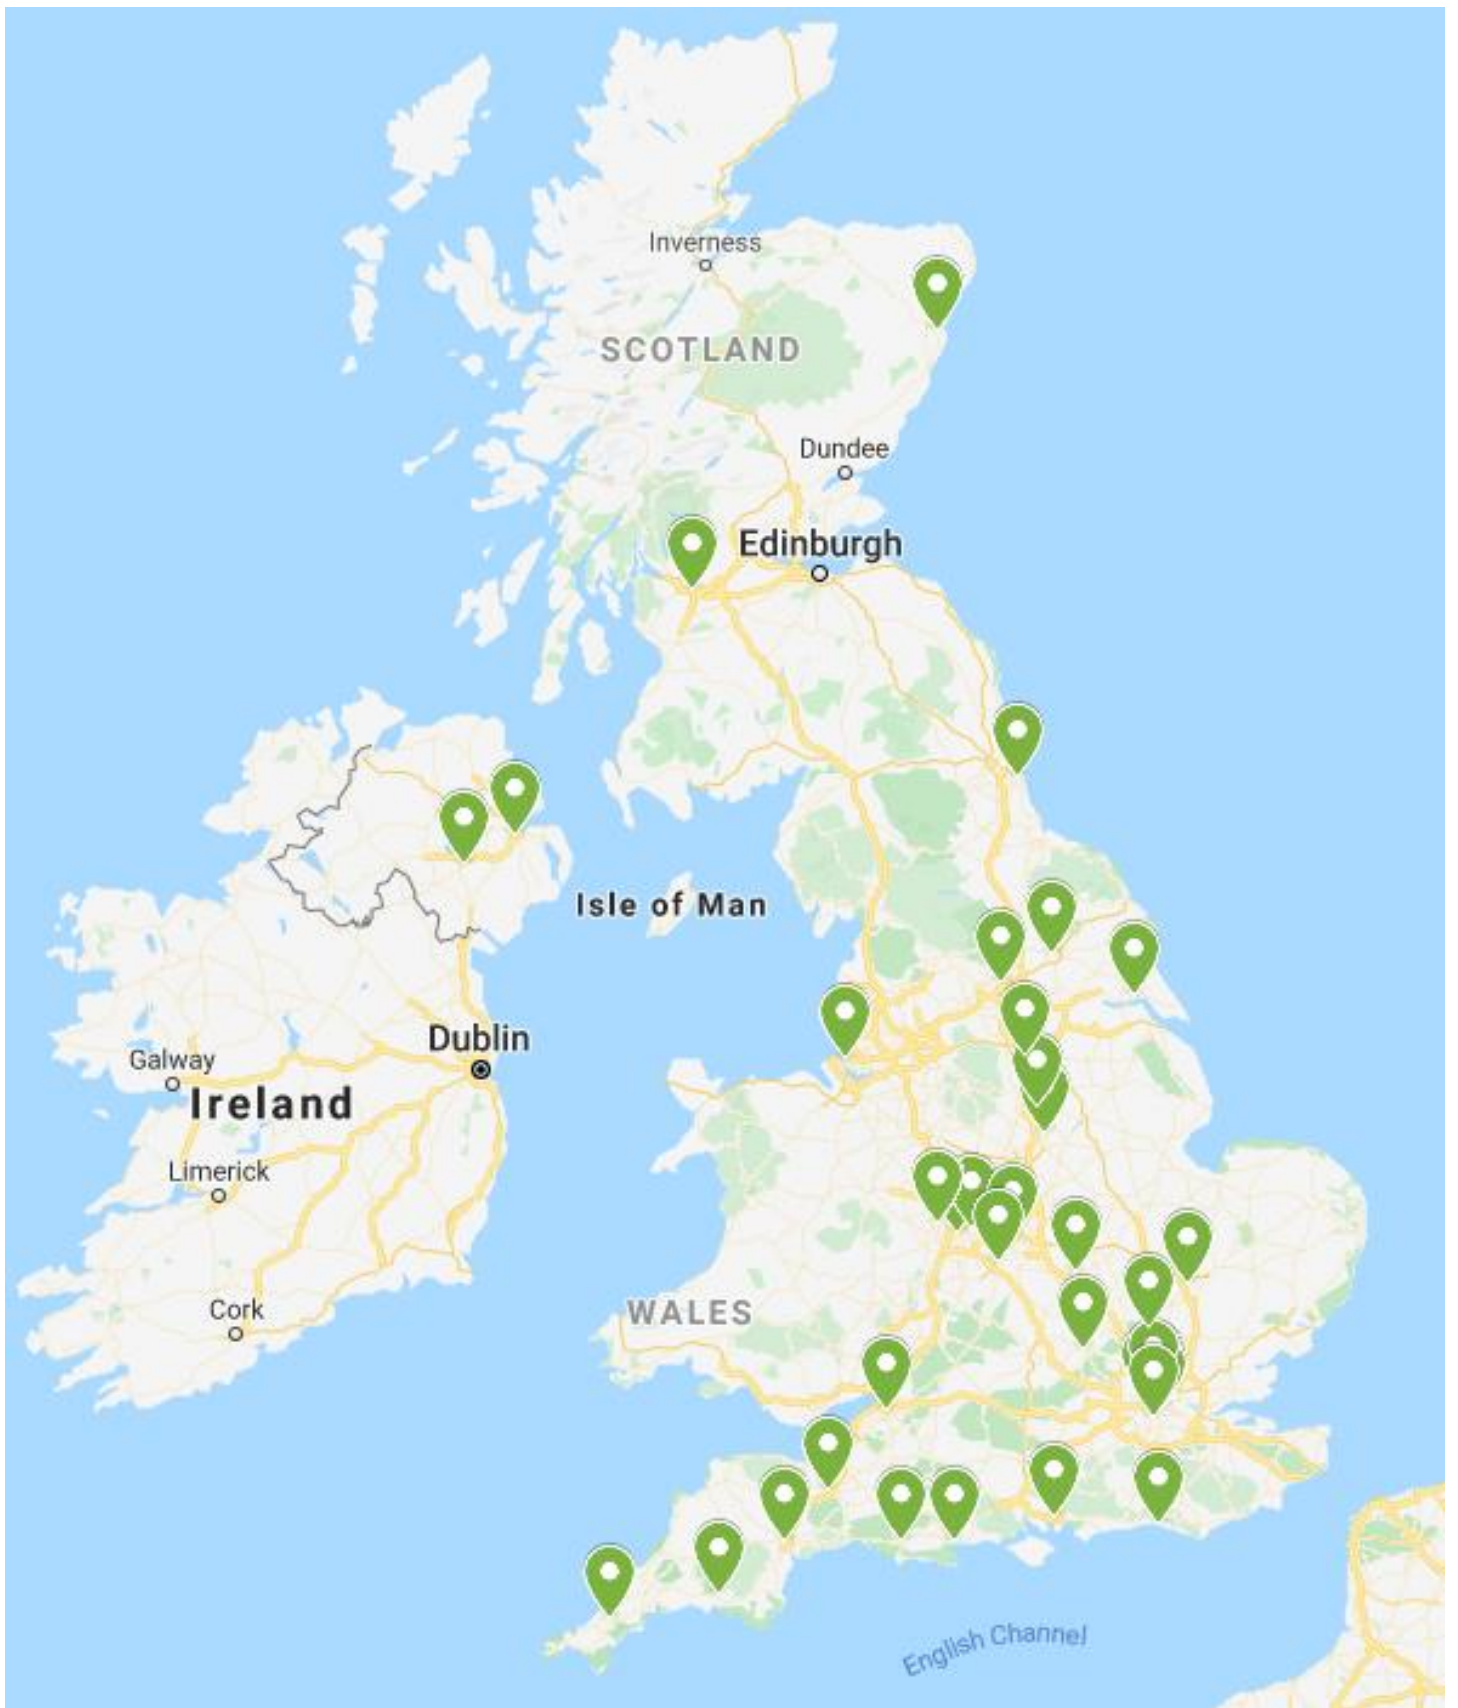 Inverness
SCOTLAND
Dundee
Edinburgh
Isle of Man
Dublin
Galway
Ireland
Limerick
Cork
WALES
English Channel